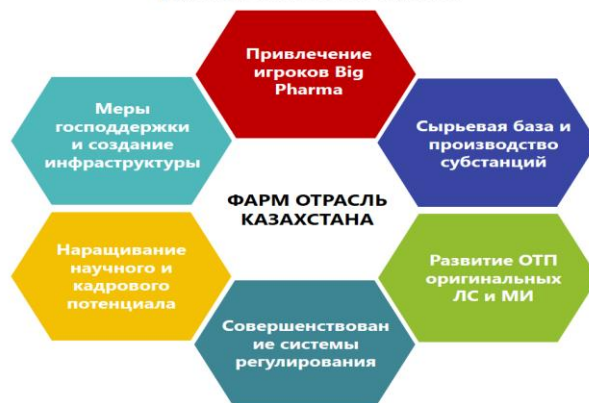 Привлечение
игроков Big
Pharma
Меры
господдержки
и создание
инфраструктуры
Сырьевая база и
производство
субстанций
ФАРМ ОТРАСЛЬ
КАЗАХСТАНА
Наращивание
научного и
кадрового
потенциала
Развитие ОТП
оригинальных
ЛС и МИ
Совершенствован
ие системы
регулирования